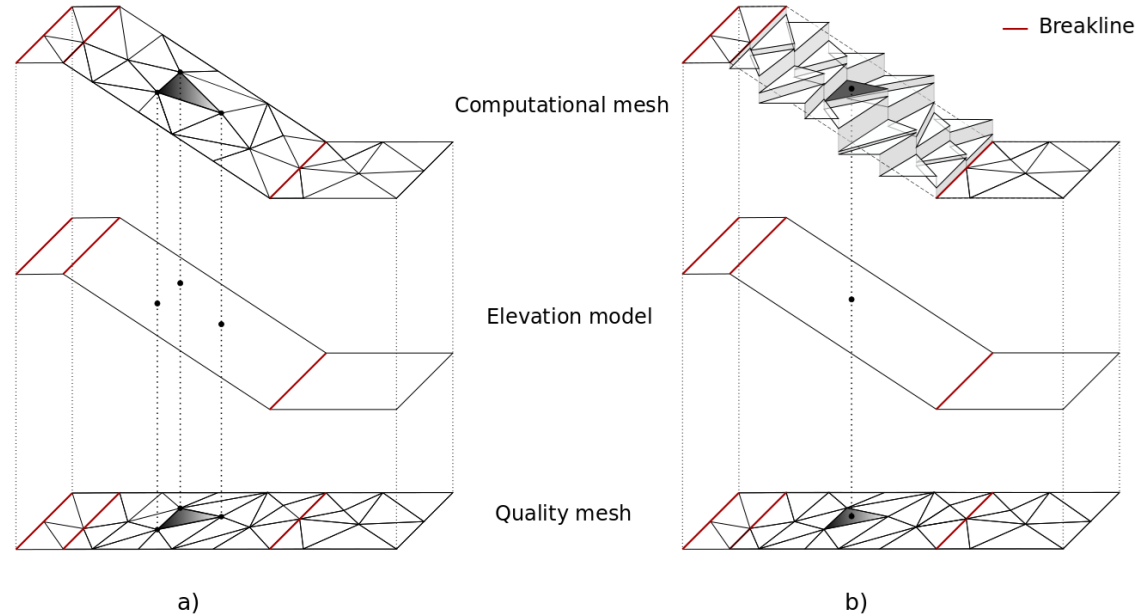 Breakline
Computational mesh
Elevation model
Quality mesh
a)
b)